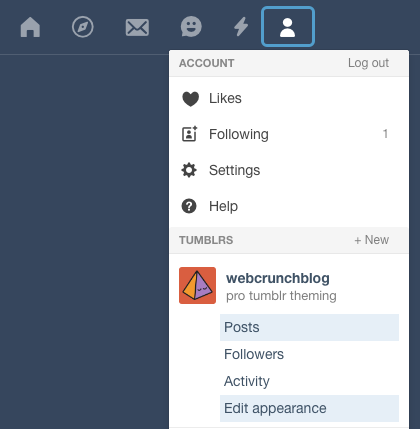 ACCOUNT Log out
Likes
Following 1
Settings
Help
TUMBLRS + New
webcrunchblog
pro tumblr theming
Posts
Followers
Activity
Edit appearance